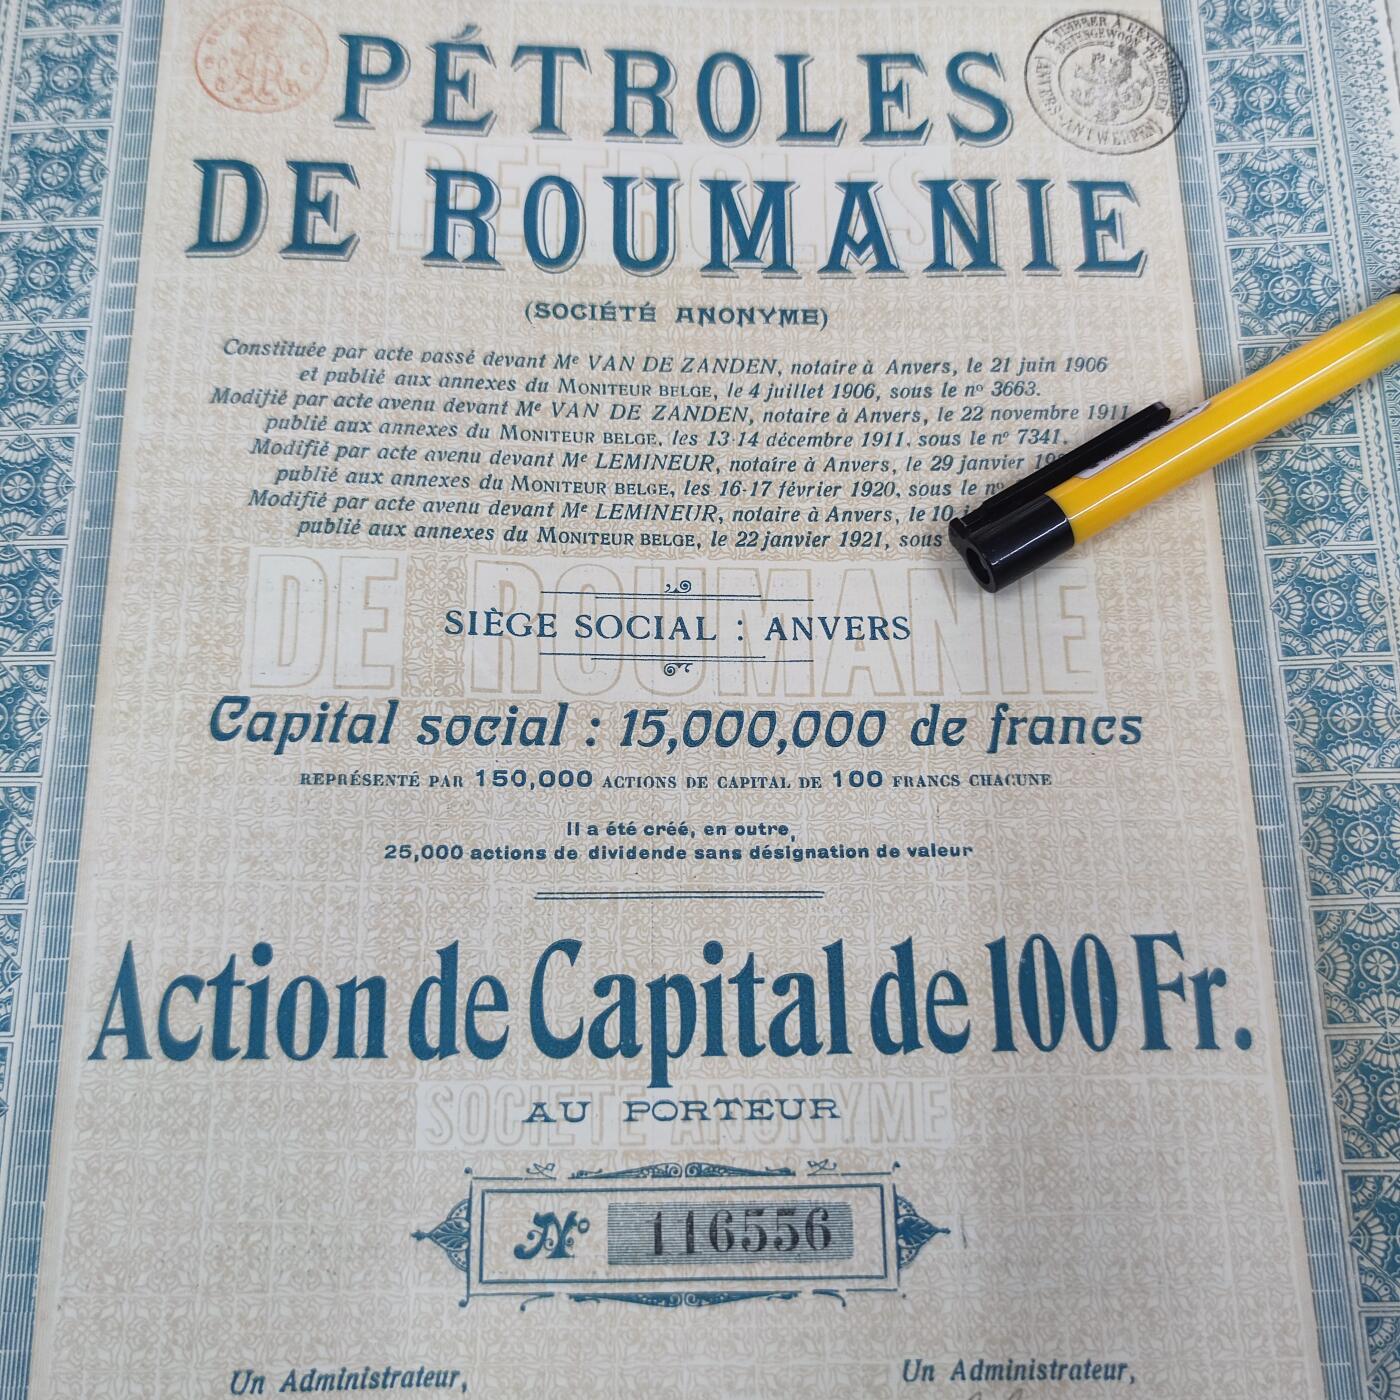 PÉTROLES
DE ROUMANIE
(SOCIÉTÉ ANONYME)
Constituée par acte passé devant Me VAN DE ZANDEN, notaire à Anvers, le 21 juin 1906
et publié aux annexes du MONITEUR BELGE, le 4 juillet 1906, sous le no 3663.
Modifié par acte avenu devant Me VAN DE ZANDEN, notaire à Anvers, le 22 novembre 1911
publié aux annexes du MONITEUR BELGE, les 13-14 décembre 1911, sous le no 7341.
Modifié par acte avenu devant Me LEMINEUR, notaire à Anvers, le 29 janvier
publié aux annexes du MONITEUR BELGE, les 16-17 février 1920, sous le no
Modifié par acte avenu devant Me LEMINEUR, notaire à Anvers, le 10
publié aux annexes du MONITEUR BELGE, le 22 janvier 1921, sous
SIÈGE SOCIAL : ANVERS
Capital social : 15,000,000 de francs
REPRÉSENTÉ PAR 150,000 ACTIONS DE CAPITAL DE 100 FRANCS CHACUNE
Il a été créé, en outre,
25,000 actions de dividende sans désignation de valeur
Action de Capital de 100 Fr.
AU PORTEUR
No 116556
Un Administrateur, Un Administrateur,
PETROLES
DE ROUMANIE
SOCIETE ANONYME
ANTWERPEN